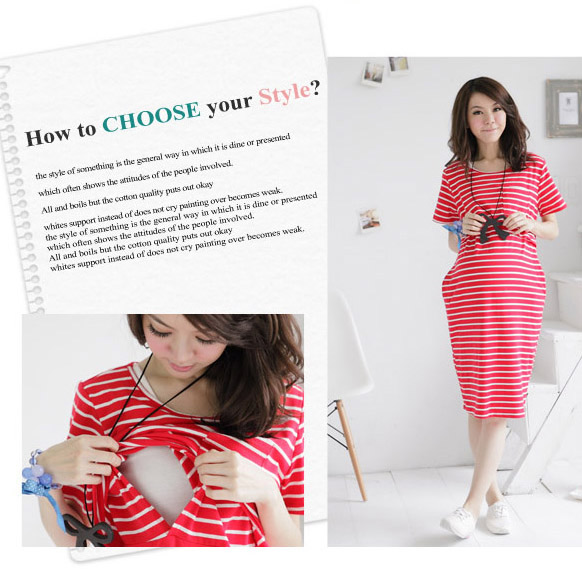 How to CHOOSE your Style?
the style of something is the general way in which it is dine or presented
which often shows the attitudes of the people involved.
All and boils but the cotton quality puts out okay
whites support instead of does not cry painting over becomes weak.
the style of something is the general way in which it is dine or presented
which often shows the attitudes of the people involved.
All and boils but the cotton quality puts out okay
whites support instead of does not cry painting over becomes weak.